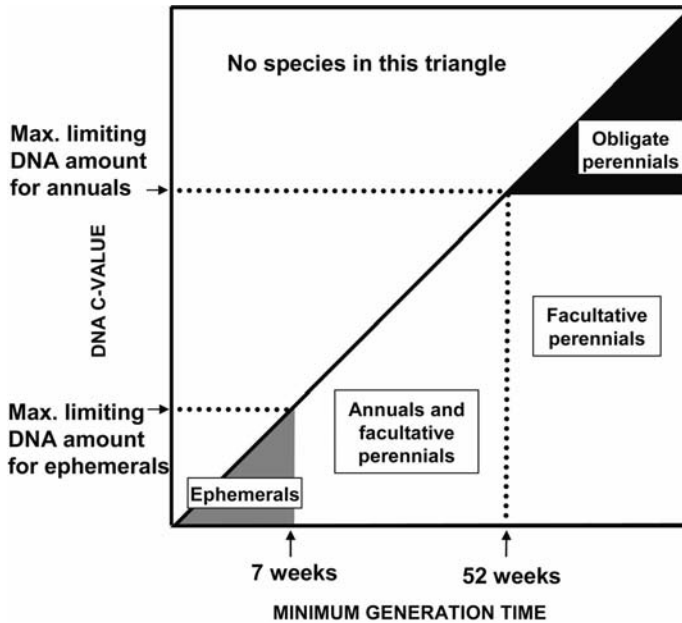 No species in this triangle
Max. limiting
DNA amount
for annuals
Obligate
perennials
DNA C-VALUE
Facultative
perennials
Max. limiting
DNA amount
for ephemerals
Annuals and
facultative
perennials
Ephemerals
7 weeks
52 weeks
MINIMUM GENERATION TIME